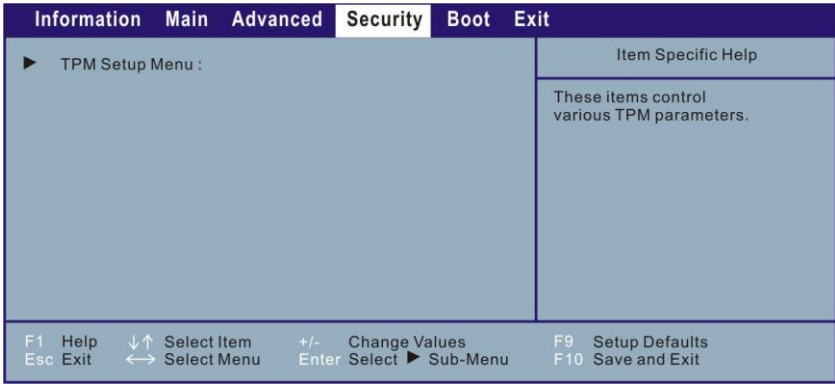 Information Main Advanced Security Boot Exit
▶ TPM Setup Menu :
Item Specific Help
These items control
various TPM parameters.
F1 Help ↓↑ Select Item +/- Change Values F9 Setup Defaults
Esc Exit ↔ Select Menu Enter Select ▶ Sub-Menu F10 Save and Exit